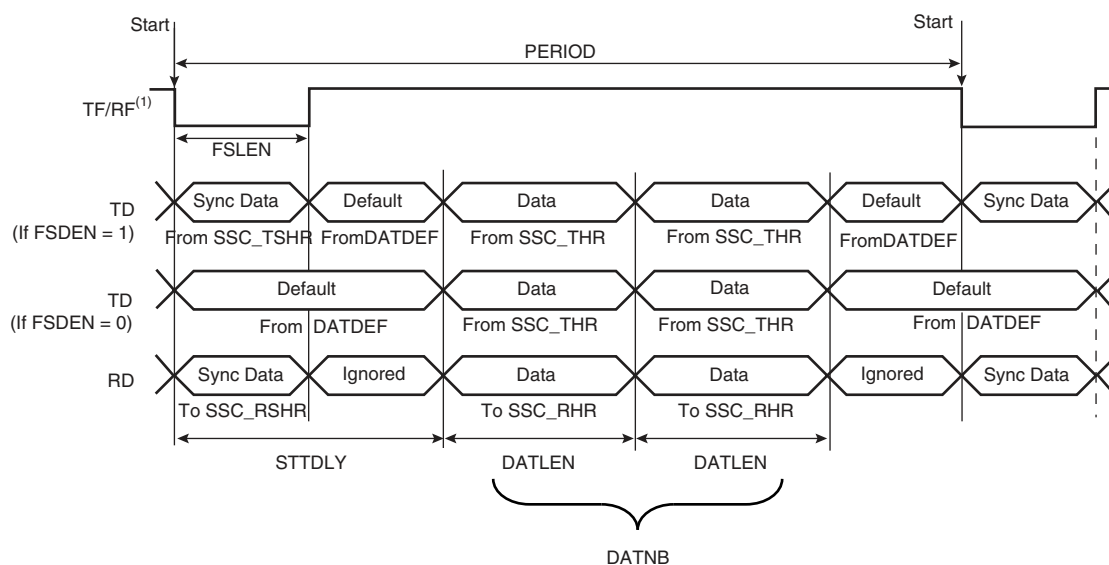 Start
Start
PERIOD
TF/RF(1)
FSLEN
TD
(If FSDEN = 1)
Sync Data
Default
Data
Data
Default
Sync Data
From SSC_TSHR
FromDATDEF
From SSC_THR
From SSC_THR
FromDATDEF
TD
(If FSDEN = 0)
Default
Data
Data
Default
From DATDEF
From SSC_THR
From SSC_THR
From DATDEF
RD
Sync Data
Ignored
Data
Data
Ignored
Sync Data
To SSC_RSHR
To SSC_RHR
To SSC_RHR
STTDLY
DATLEN
DATLEN
DATNB